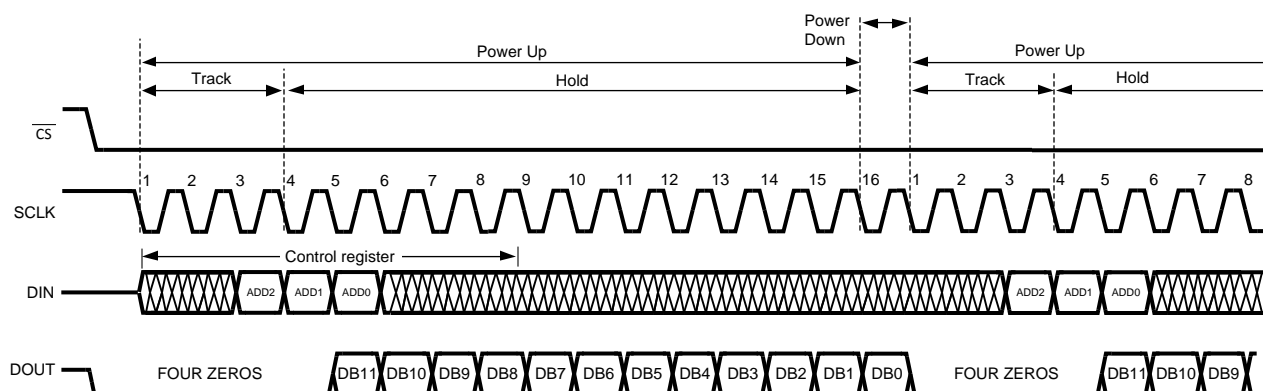 Power Down
Power Up
Power Up
Track
Hold
Track
Hold
CS
SCLK
1 2 3 4 5 6 7 8 9 10 11 12 13 14 15 16 1 2 3 4 5 6 7 8
Control register
DIN
ADD2 ADD1 ADD0 ADD2 ADD1 ADD0
DOUT
FOUR ZEROS DB11 DB10 DB9 DB8 DB7 DB6 DB5 DB4 DB3 DB2 DB1 DB0 FOUR ZEROS DB11 DB10 DB9